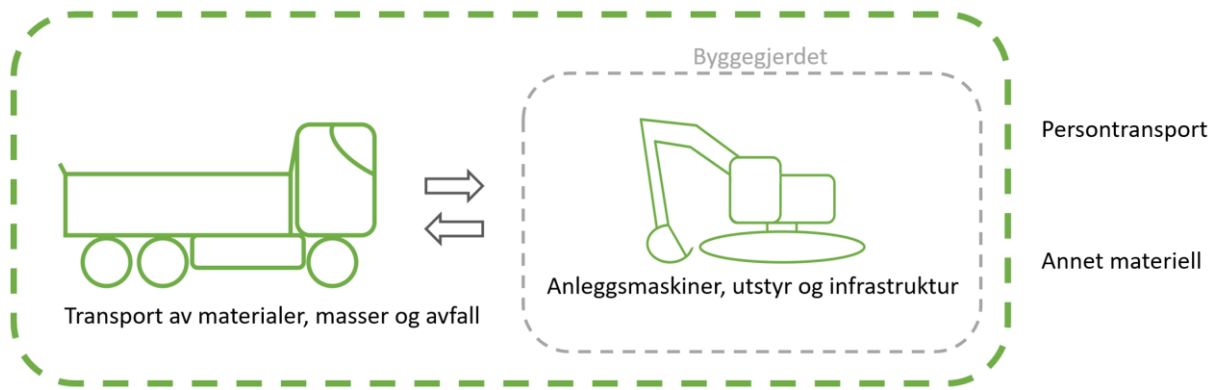 Byggegjerdet
Persontransport
Annet materiell
Anleggsmaskiner, utstyr og infrastruktur
Transport av materialer, masser og avfall